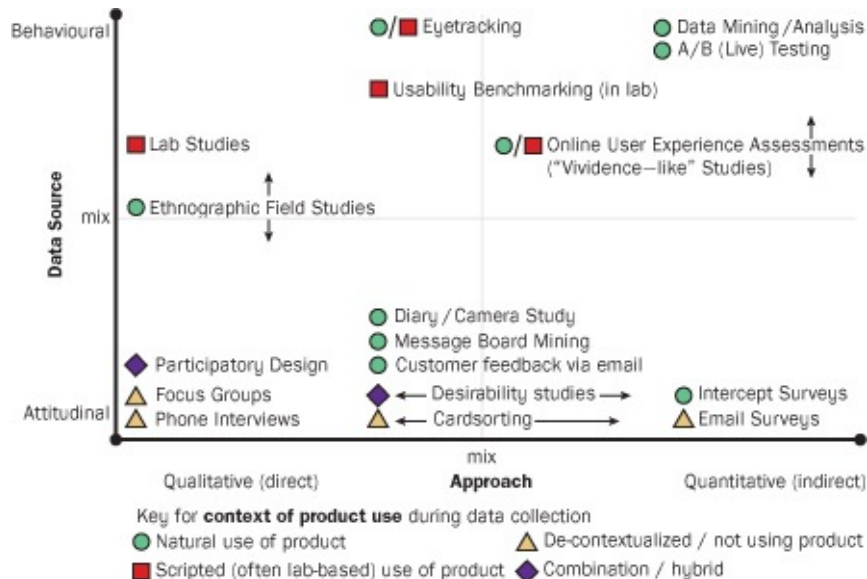 Behavioural
Eyetracking
Data Mining/Analysis
A/B (Live) Testing
Usability Benchmarking (in lab)
Lab Studies
Online User Experience Assessments
("Vividence–like" Studies)
Ethnographic Field Studies
mix
Data Source
Diary/Camera Study
Message Board Mining
Participatory Design
Customer feedback via email
Focus Groups
Desirability studies
Intercept Surveys
Attitudinal
Phone Interviews
Cardsorting
Email Surveys
mix
Qualitative (direct)
Approach
Quantitative (indirect)
Key for context of product use during data collection
Natural use of product
De-contextualized / not using product
Scripted (often lab-based) use of product
Combination / hybrid